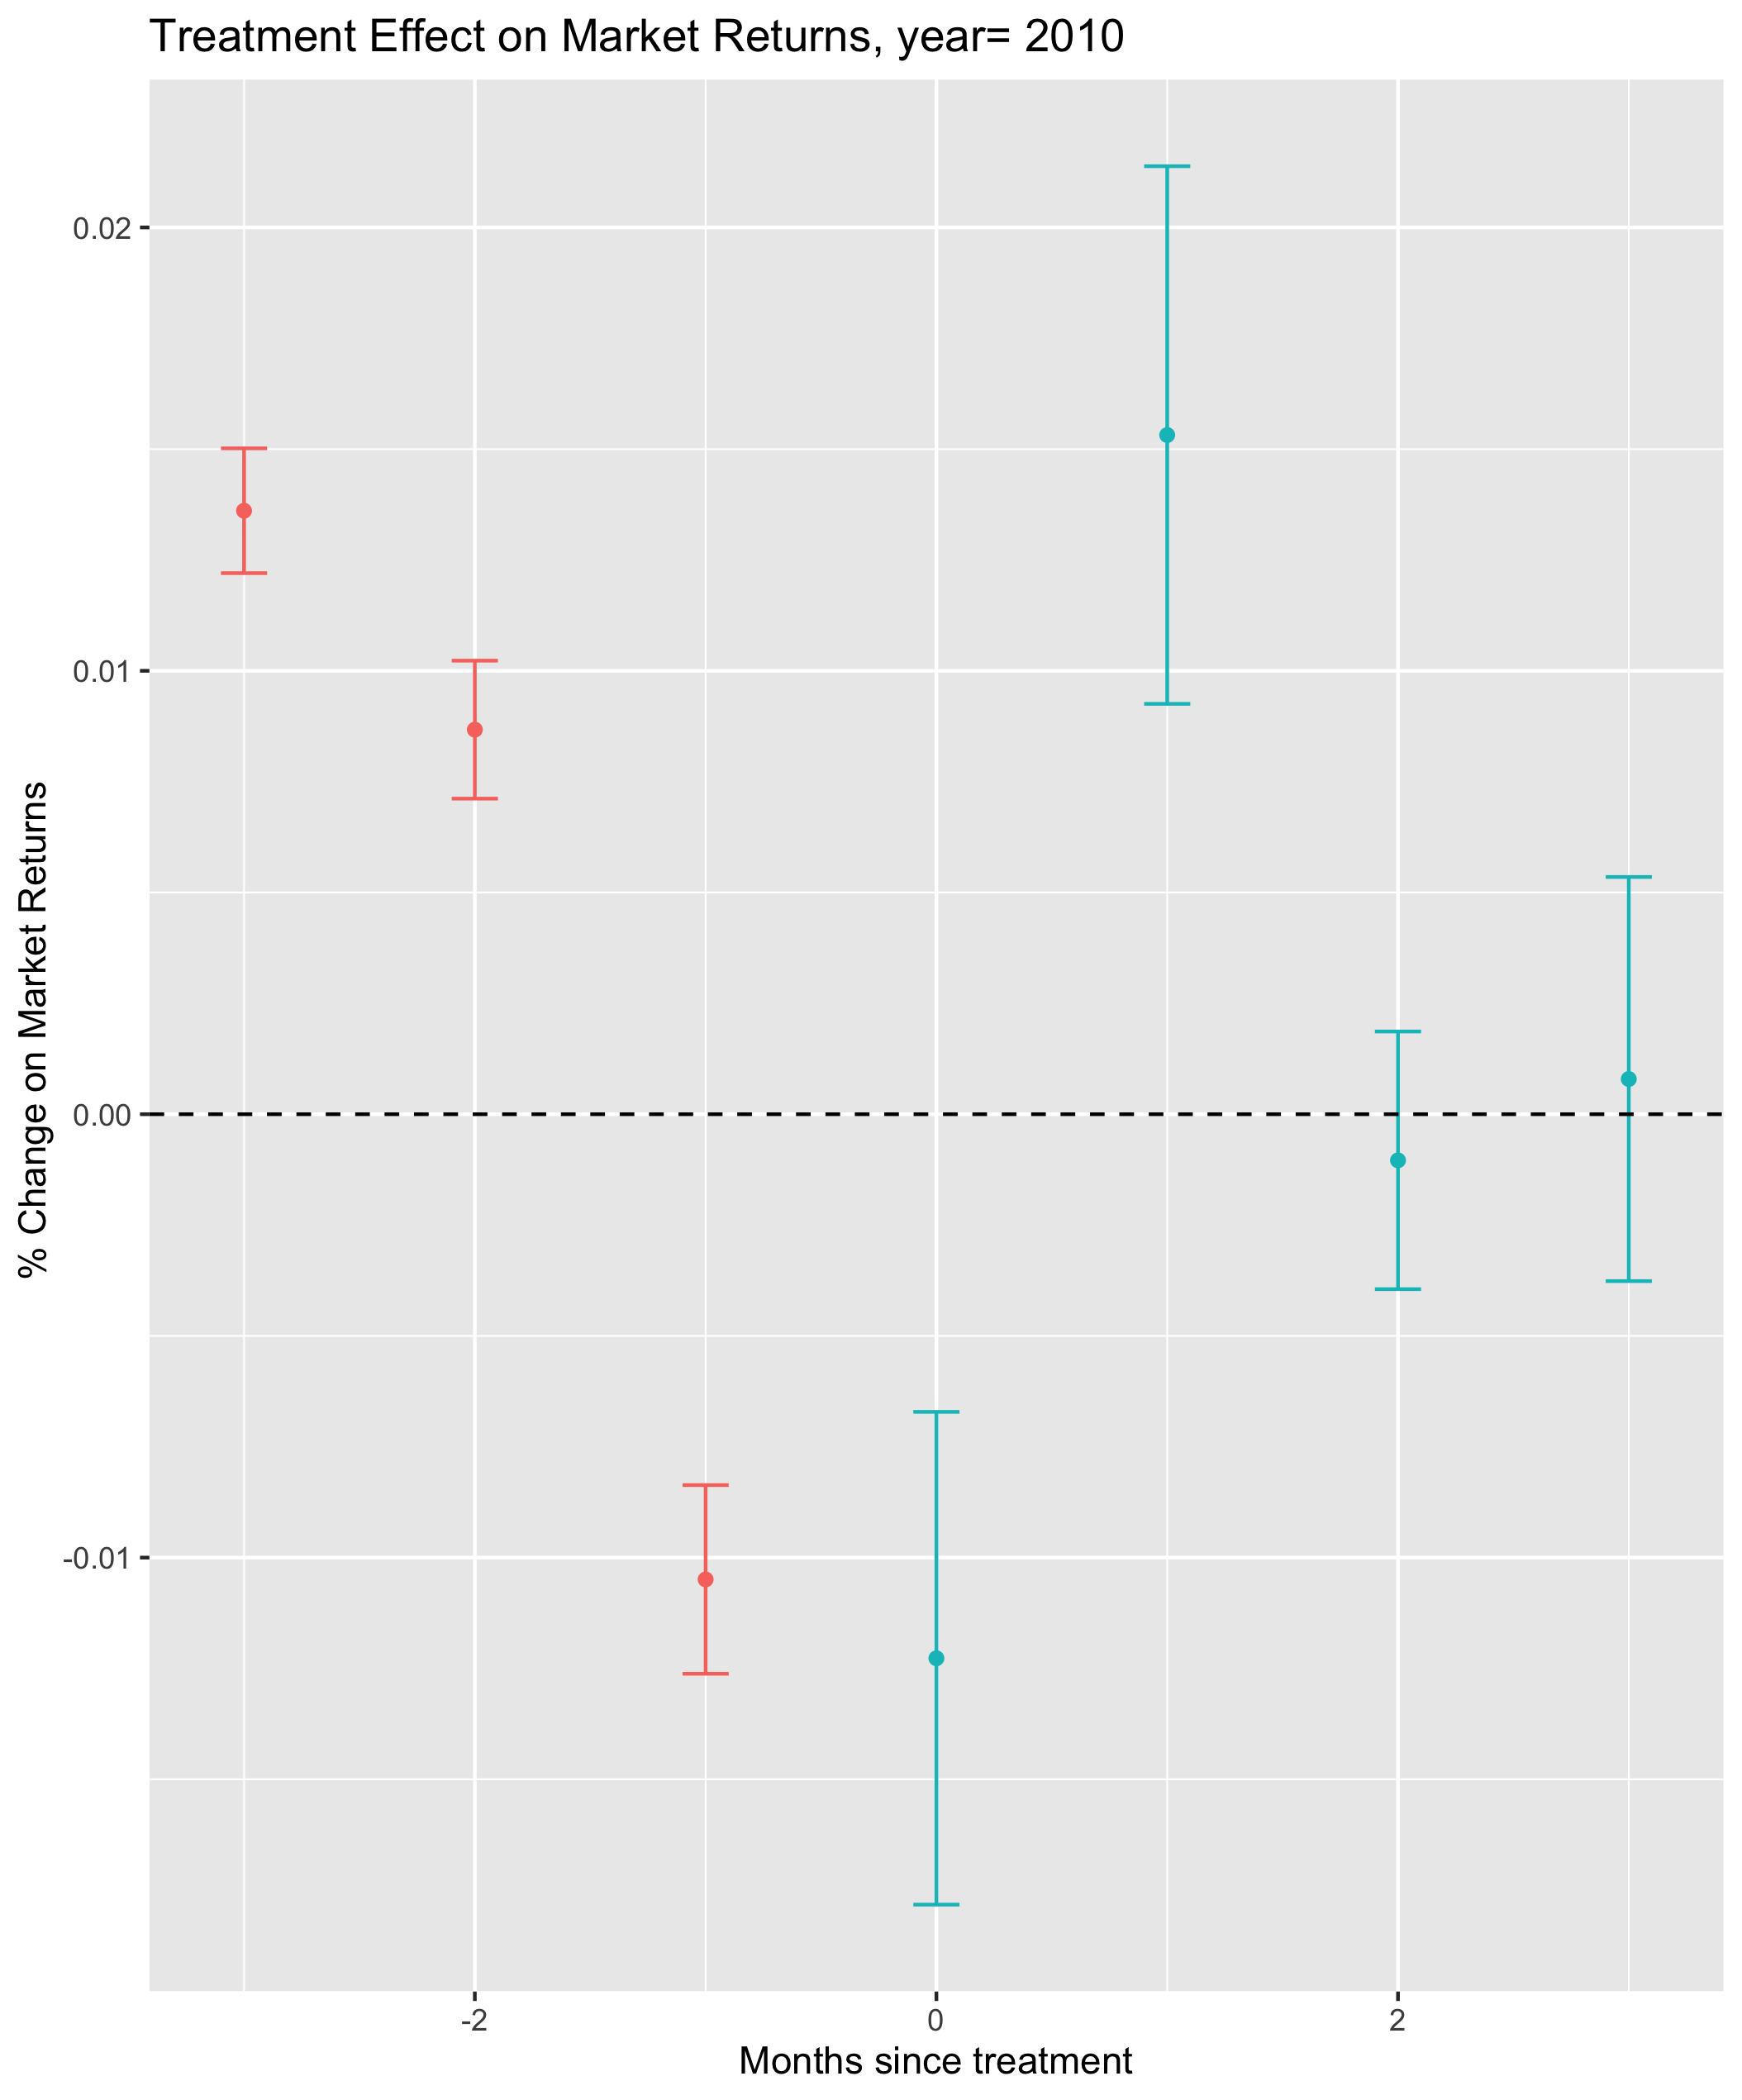 Treatment Effect on Market Returns, year= 2010
% Change on Market Returns
0.02
0.01
0.00
-0.01
-2
0
2
Months since treatment